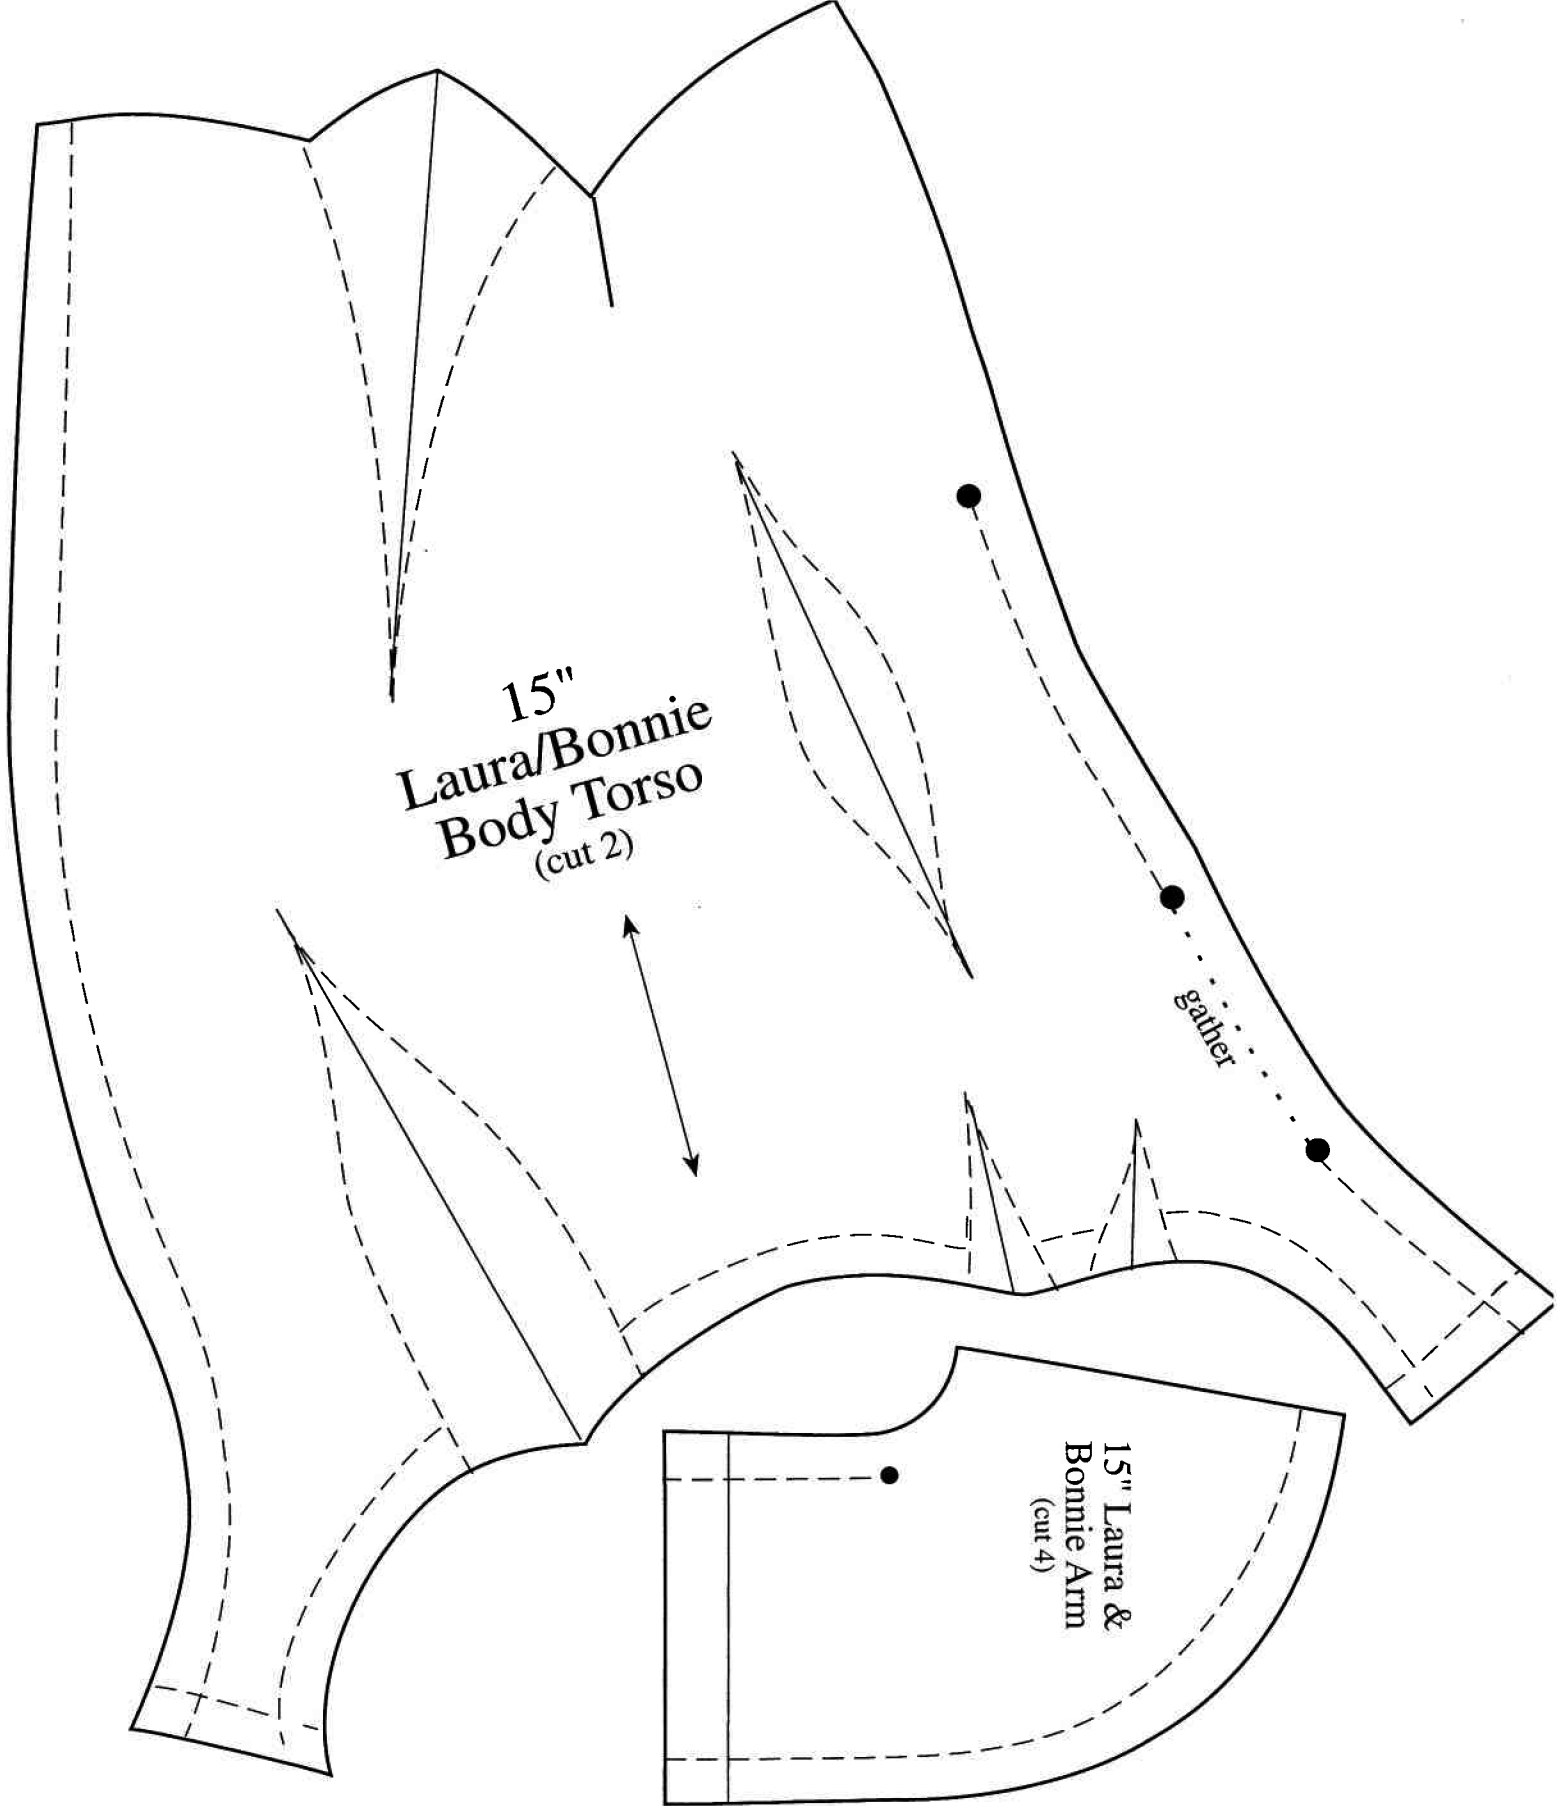 15"
Laura/Bonnie
Body Torso
(cut 2)
gather
15" Laura &
Bonnie Arm
(cut 4)